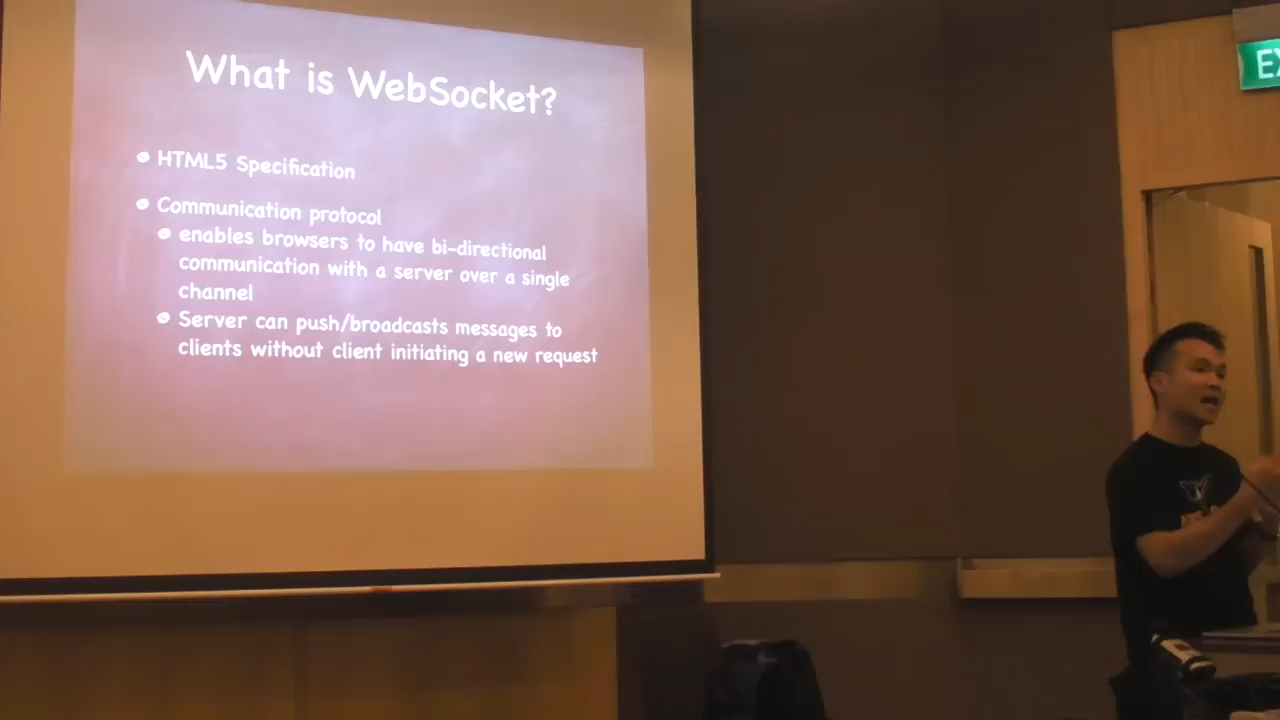 What is WebSocket?
HTML5 Specification
Communication protocol
enables browsers to have bi-directional
communication with a server over a single
channel
Server can push/broadcasts messages to
clients without client initiating a new request